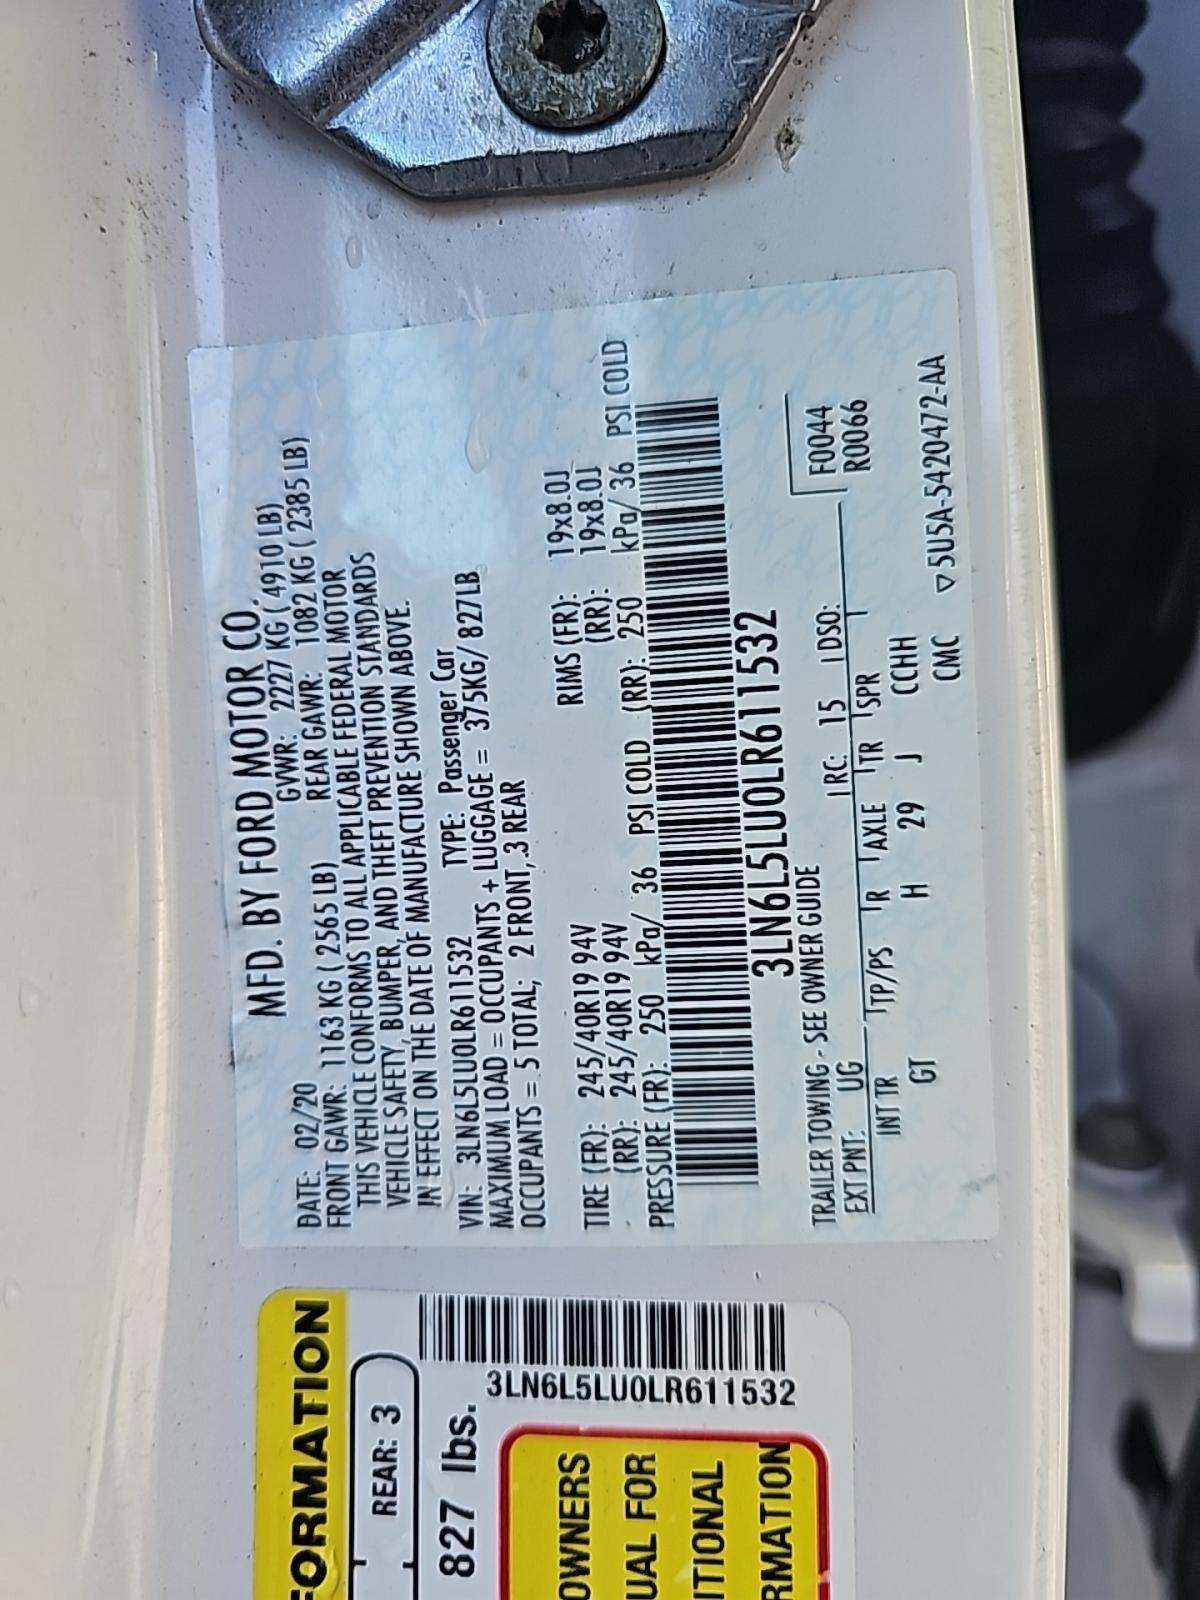 MFD. BY FORD MOTOR CO.
DATE: 02/20 GVWR: 2227 KG ( 4910 LB)
FRONT GAWR: 1163 KG ( 2565 LB) REAR GAWR: 1082 KG ( 2385 LB)
THIS VEHICLE CONFORMS TO ALL APPLICABLE FEDERAL MOTOR
VEHICLE SAFETY, BUMPER, AND THEFT PREVENTION STANDARDS
IN EFFECT ON THE DATE OF MANUFACTURE SHOWN ABOVE.
VIN: 3LN6L5LU0LR611532 TYPE: Passenger Car
MAXIMUM LOAD = OCCUPANTS + LUGGAGE = 375KG/ 827LB
OCCUPANTS = 5 TOTAL; 2 FRONT, 3 REAR
RIMS (FR): 19x8.0J
TIRE (FR): 245/40R19 94V (RR): 19x8.0J
(RR): 245/40R19 94V
PRESSURE (FR): 250 kPa/ 36 PSI COLD (RR): 250 kPa/ 36 PSI COLD
3LN6L5LU0LR611532
TRAILER TOWING - SEE OWNER GUIDE
EXT PNT: UG RC: 15 DSO:
F0044
R0066
INT TR TP/PS R AXLE TR SPR
GT H 29 J CCHH
CMC ▽5U5A-5420472-AA
FORMATION
REAR: 3
827 lbs.
3LN6L5LU0LR611532
OWNERS
UAL FOR
ITIONAL
RMATION